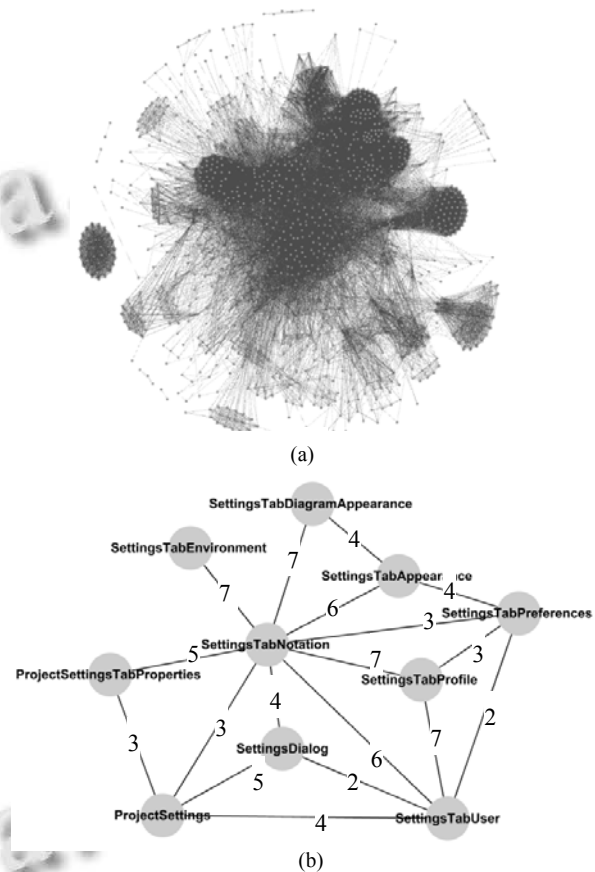 (a)
SettingsTabDiagramAppearance
4
SettingsTabEnvironment
7
7
SettingsTabAppearance
4
6
SettingsTabPreferences
3
SettingsTabNotation
5
7
3
ProjectSettingsTabProperties
SettingsTabProfile
4
2
3
3
SettingsDialog
7
6
5
2
ProjectSettings
4
SettingsTabUser
(b)